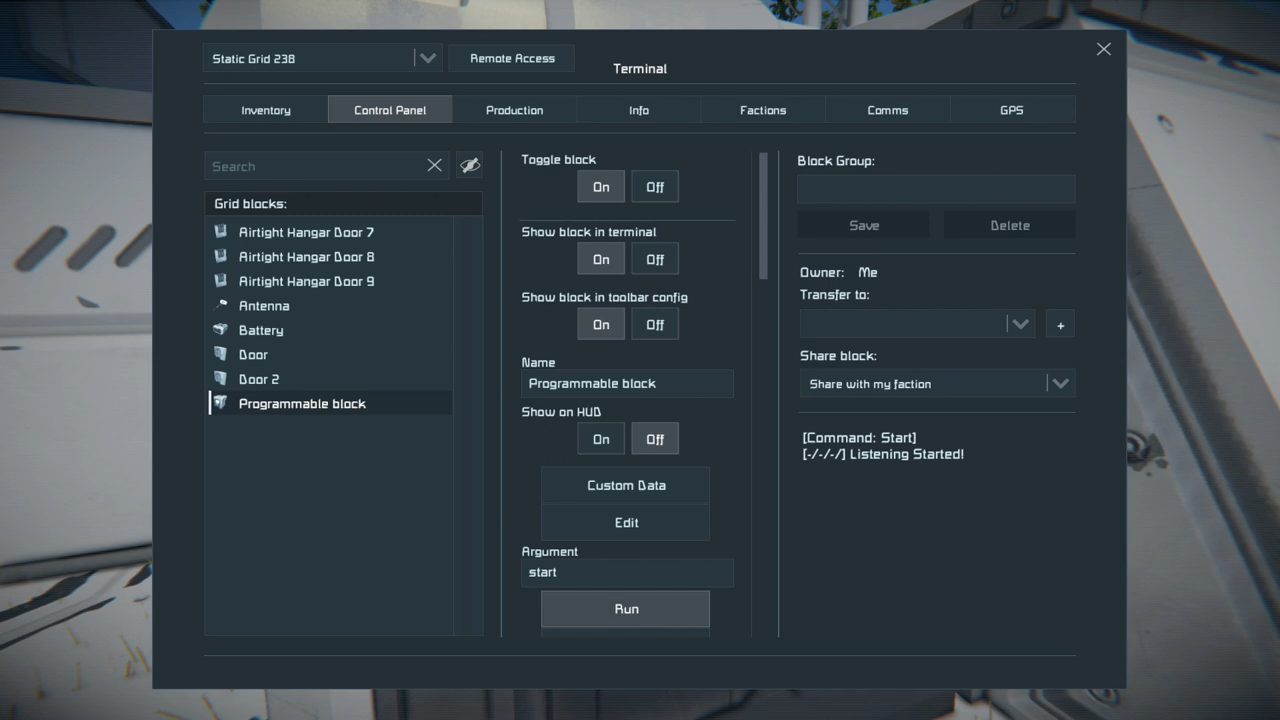 Static Grid 238
Remote Access
Terminal
Inventory
Control Panel
Production
Info
Factions
Comms
GPS
Search
Grid blocks:
Airtight Hangar Door 7
Airtight Hangar Door 8
Airtight Hangar Door 9
Antenna
Battery
Door
Door 2
Programmable block
Toggle block
On
Off
Show block in terminal
On
Off
Show block in toolbar config
On
Off
Name
Programmable block
Show on HUD
On
Off
Custom Data
Edit
Argument
start
Run
Block Group:
Save
Delete
Owner: Me
Transfer to:
+
Share block:
Share with my faction
[Command: Start]
[-/-/-/] Listening Started!